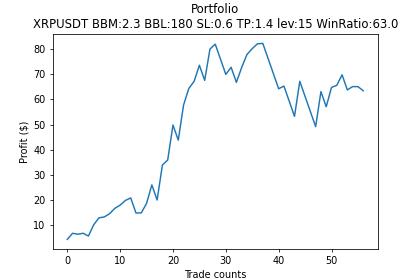 Portfolio
XRPUSDT BBM:2.3 BBL:180 SL:0.6 TP:1.4 lev:15 WinRatio:63.0
80
70
60
50
40
30
20
10
Profit ($)
0 10 20 30 40 50
Trade counts